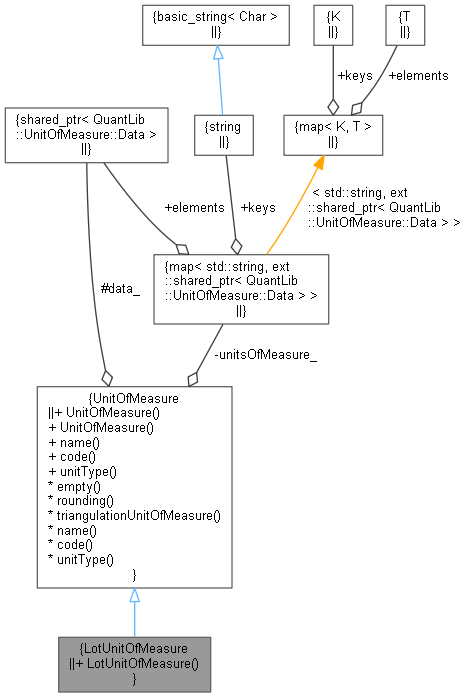 {basic_string< Char >
||}
{K
||}
{T
||}
+keys
+elements
{shared_ptr< QuantLib
::UnitOfMeasure::Data >
||}
{string
||}
{map< K, T >
||}
+elements
+keys
< std::string, ext
::shared_ptr< QuantLib
::UnitOfMeasure::Data > >
{map< std::string, ext
::shared_ptr< QuantLib
::UnitOfMeasure::Data > >
||}
#data_
-unitsOfMeasure_
{UnitOfMeasure
||+ UnitOfMeasure()
+ UnitOfMeasure()
+ name()
+ code()
+ unitType()
* empty()
* rounding()
* triangulationUnitOfMeasure()
* name()
* code()
* unitType()
}
{LotUnitOfMeasure
||+ LotUnitOfMeasure()
}